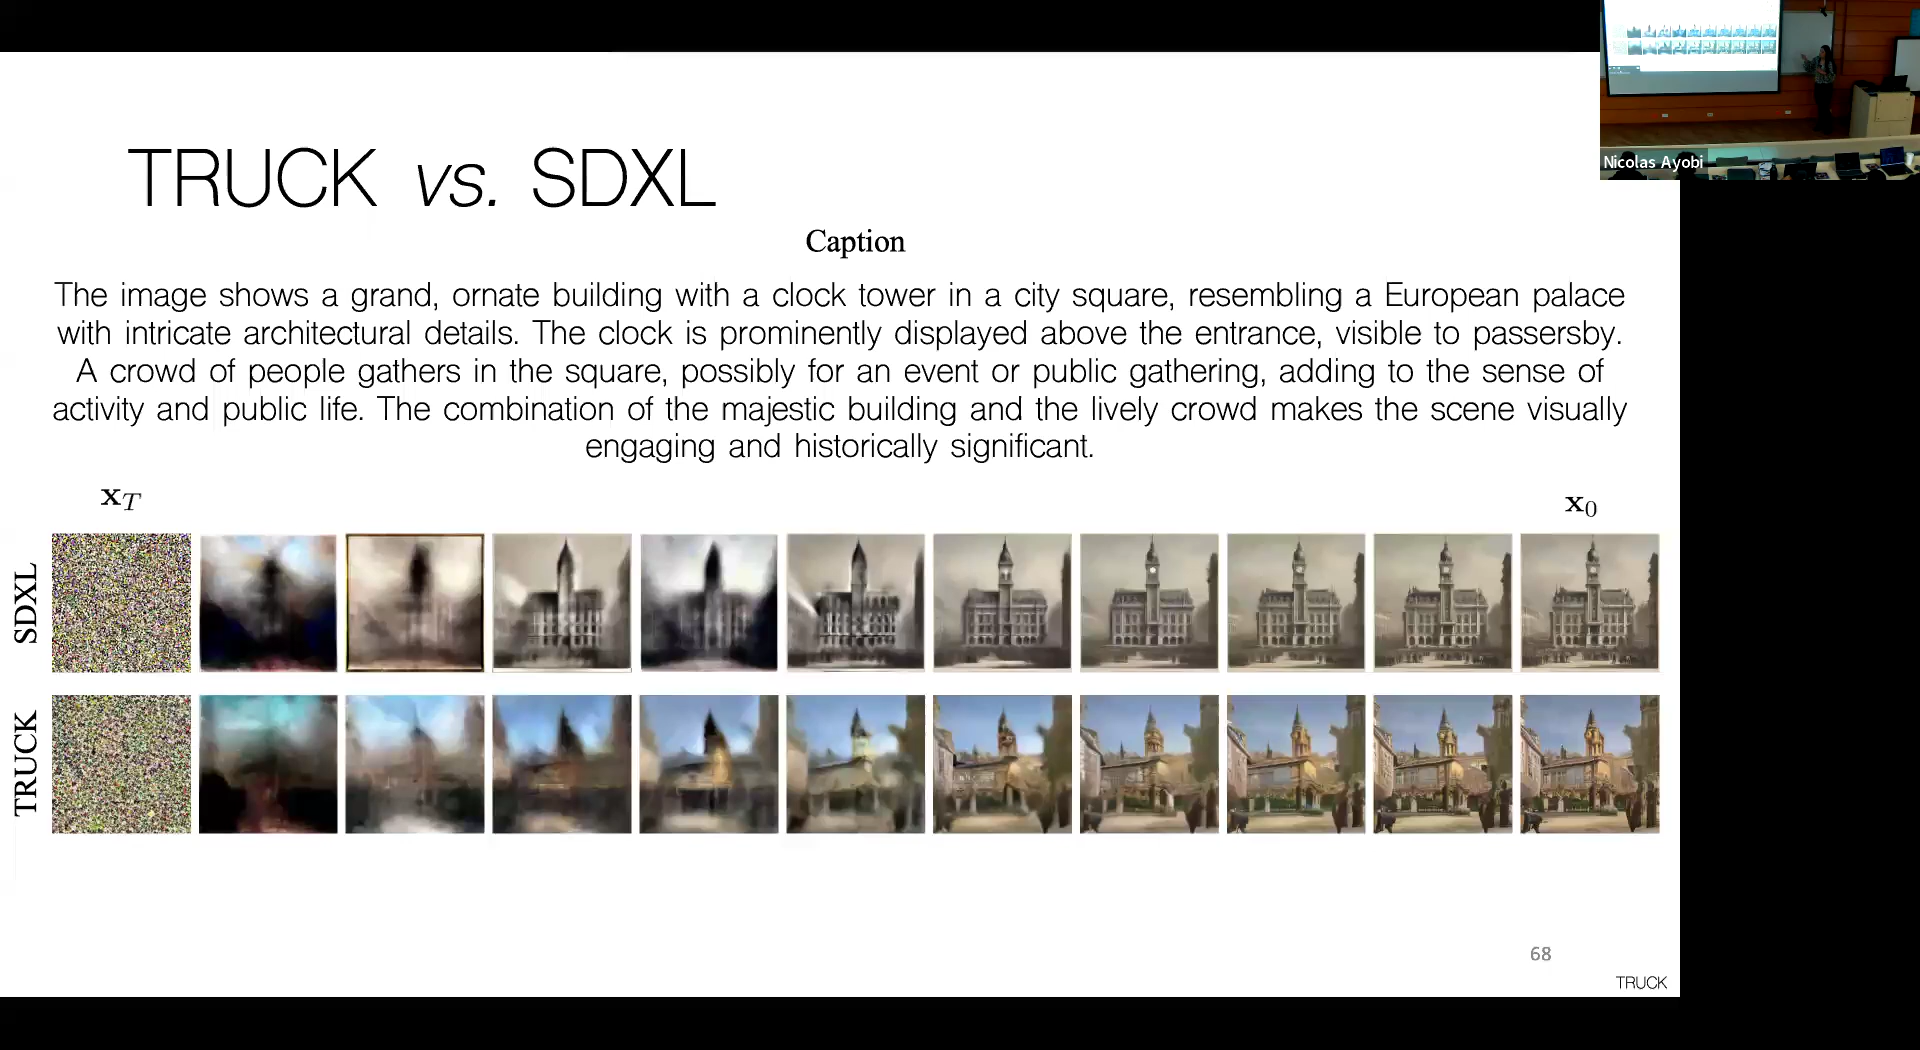 Nicolas Ayobi
TRUCK vs. SDXL
Caption
The image shows a grand, ornate building with a clock tower in a city square, resembling a European palace
with intricate architectural details. The clock is prominently displayed above the entrance, visible to passersby.
A crowd of people gathers in the square, possibly for an event or public gathering, adding to the sense of
activity and public life. The combination of the majestic building and the lively crowd makes the scene visually
engaging and historically significant.
x_T
x_0
SDXL
TRUCK
68
TRUCK